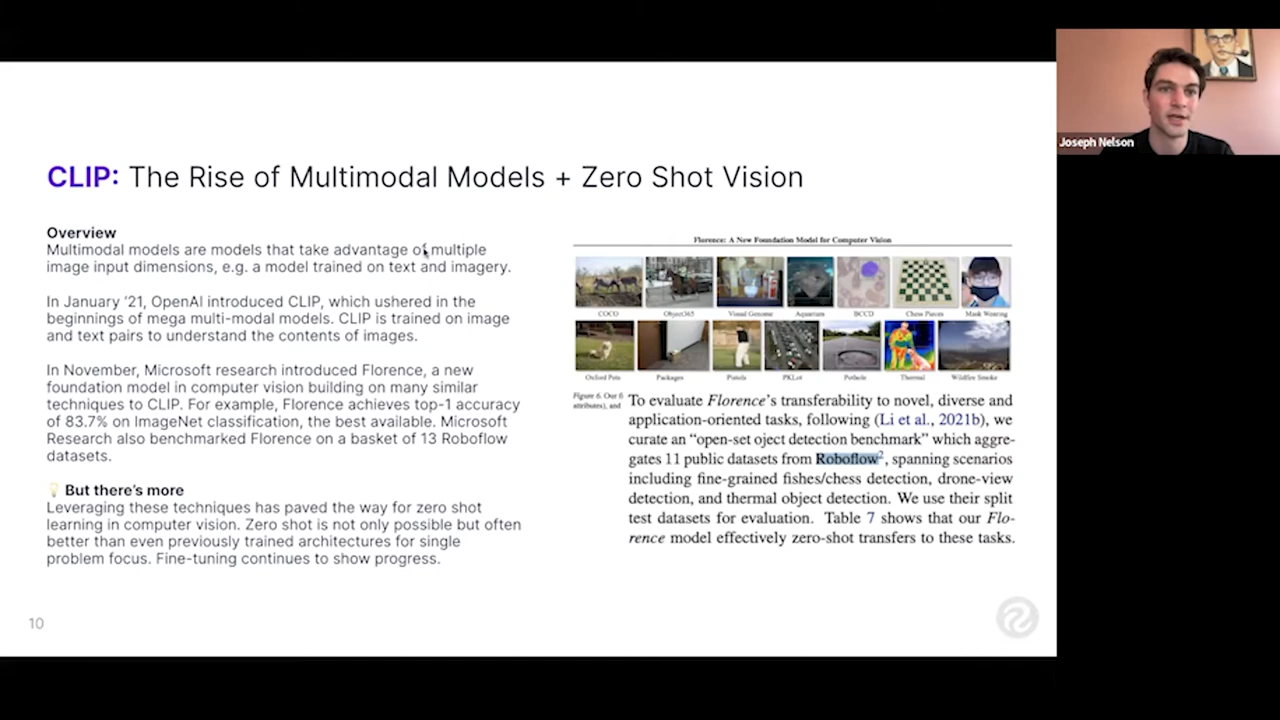 CLIP: The Rise of Multimodal Models + Zero Shot Vision
Overview
Multimodal models are models that take advantage of multiple
image input dimensions, e.g. a model trained on text and imagery.
In January '21, OpenAI introduced CLIP, which ushered in the
beginnings of mega multi-modal models. CLIP is trained on image
and text pairs to understand the contents of images.
In November, Microsoft research introduced Florence, a new
foundation model in computer vision building on many similar
techniques to CLIP. For example, Florence achieves top-1 accuracy
of 83.7% on ImageNet classification, the best available. Microsoft
Research also benchmarked Florence on a basket of 13 Roboflow
datasets.
💡 But there's more
Leveraging these techniques has paved the way for zero shot
learning in computer vision. Zero shot is not only possible but often
better than even previously trained architectures for single
problem focus. Fine-tuning continues to show progress.
10
Florence: A New Foundation Model for Computer Vision
COCO Object365 Visual Genome Aquarium BCCD Chess Pieces Mask Wearing
Oxford Pets Packages Pistols PKLot Pothole Thermal Wildfire Smoke
Figure 6. Our 6
attributes), and
To evaluate Florence's transferability to novel, diverse and
application-oriented tasks, following (Li et al., 2021b), we
curate an "open-set oject detection benchmark" which aggre-
gates 11 public datasets from Roboflow2, spanning scenarios
including fine-grained fishes/chess detection, drone-view
detection, and thermal object detection. We use their split
test datasets for evaluation. Table 7 shows that our Flo-
rence model effectively zero-shot transfers to these tasks.
Joseph Nelson